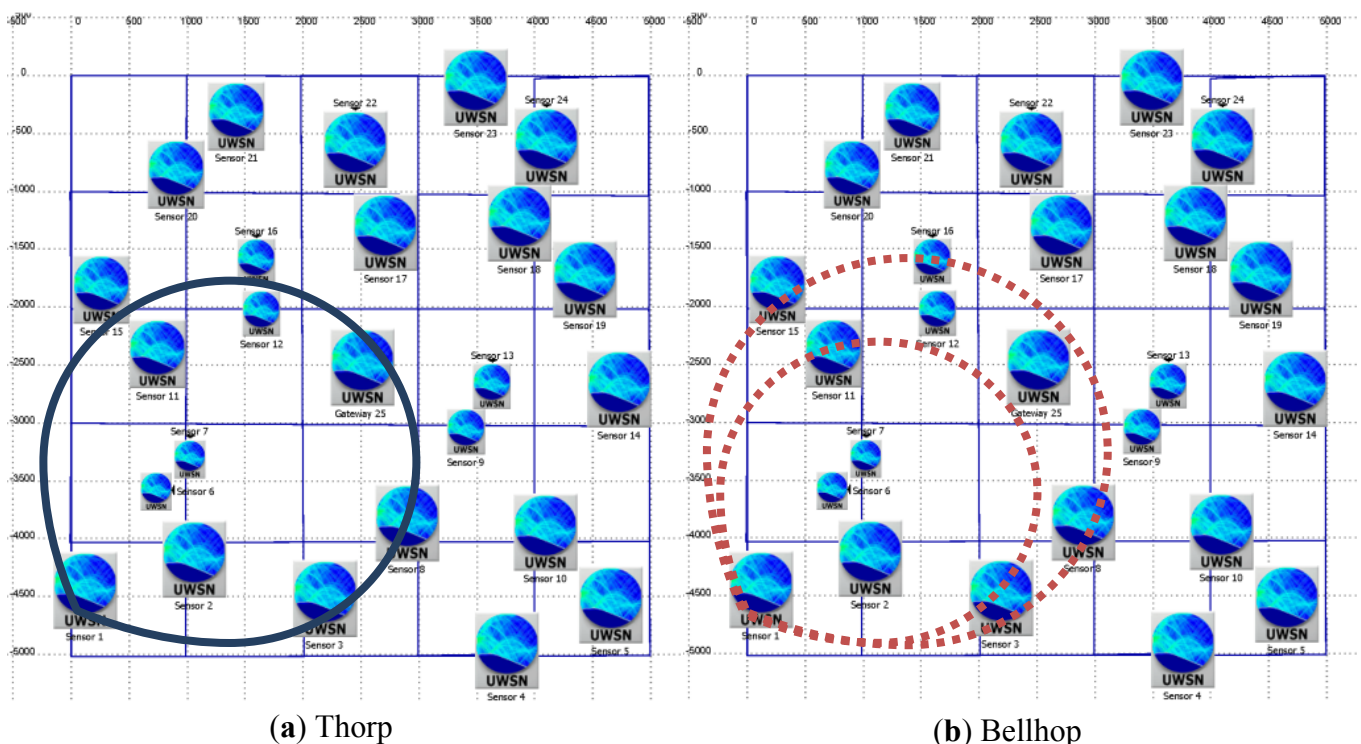 -500 0 500 1000 1500 2000 2500 3000 3500 4000 4500 5000
-500 0 500 1000 1500 2000 2500 3000 3500 4000 4500 5000
0
-500
-1000
-1500
-2000
-2500
-3000
-3500
-4000
-4500
-5000
UWSN
Sensor 23
Sensor 22
UWSN
Sensor 24
UWSN
UWSN
Sensor 21
UWSN
Sensor 20
UWSN
Sensor 18
UWSN
Sensor 17
Sensor 16
UWSN
UWSN
Sensor 15
UWSN
Sensor 19
UWSN
Sensor 12
UWSN
Sensor 11
UWSN
Gateway 25
Sensor 13
UWSN
UWSN
Sensor 14
UWSN
Sensor 9
Sensor 7
UWSN
Sensor 6
UWSN
UWSN
Sensor 8
UWSN
Sensor 10
UWSN
Sensor 2
UWSN
Sensor 1
UWSN
Sensor 3
UWSN
Sensor 5
UWSN
Sensor 4
(a) Thorp
0
-500
-1000
-1500
-2000
-2500
-3000
-3500
-4000
-4500
-5000
UWSN
Sensor 23
Sensor 22
UWSN
Sensor 24
UWSN
UWSN
Sensor 21
UWSN
Sensor 20
UWSN
Sensor 18
UWSN
Sensor 17
Sensor 16
UWSN
UWSN
Sensor 15
UWSN
Sensor 19
UWSN
Sensor 12
UWSN
Sensor 11
UWSN
Gateway 25
Sensor 13
UWSN
UWSN
Sensor 14
UWSN
Sensor 9
Sensor 7
UWSN
Sensor 6
UWSN
UWSN
Sensor 8
UWSN
Sensor 10
UWSN
Sensor 2
UWSN
Sensor 1
UWSN
Sensor 3
UWSN
Sensor 5
UWSN
Sensor 4
(b) Bellhop